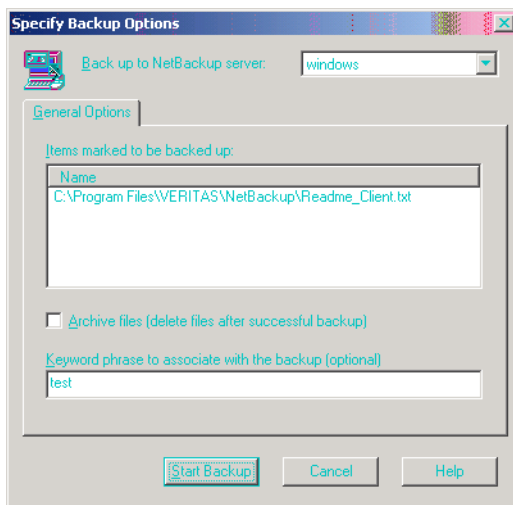 Specify Backup Options
Back up to NetBackup server:
windows
General Options
Items marked to be backed up:
Name
C:\Program Files\VERITAS\NetBackup\Readme_Client.txt
Archive files (delete files after successful backup)
Keyword phrase to associate with the backup (optional)
test
Start Backup
Cancel
Help